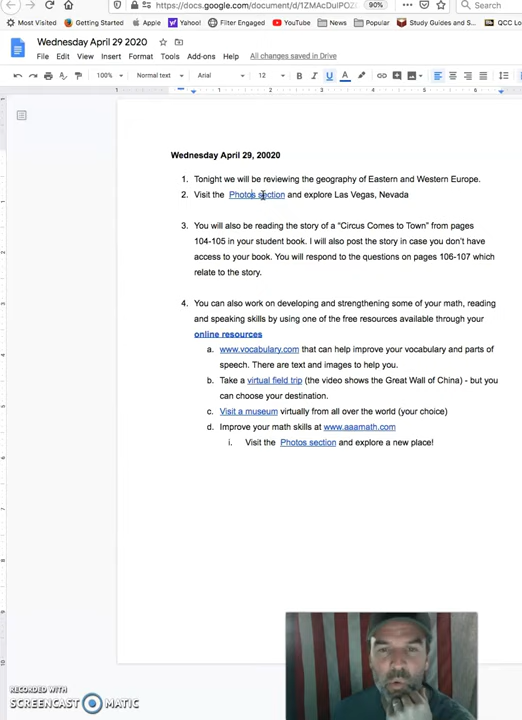 https://docs.google.com/document/d/1ZMAcDulPOZ
90%
Search
Most Visited
Getting Started
Apple
Yahoo!
Filter Engaged
YouTube
News
Popular
Study Guides and S...
QCC Lo
Wednesday April 29 2020
File Edit View Insert Format Tools Add-ons Help All changes saved in Drive
100% Normal text Arial 12 B I U A
Wednesday April 29, 20020
1. Tonight we will be reviewing the geography of Eastern and Western Europe.
2. Visit the Photos section and explore Las Vegas, Nevada
3. You will also be reading the story of a “Circus Comes to Town” from pages
104-105 in your student book. I will also post the story in case you don’t have
access to your book. You will respond to the questions on pages 106-107 which
relate to the story.
4. You can also work on developing and strengthening some of your math, reading
and speaking skills by using one of the free resources available through your
online resources
a. www.vocabulary.com that can help improve your vocabulary and parts of
speech. There are text and images to help you.
b. Take a virtual field trip (the video shows the Great Wall of China) - but you
can choose your destination.
c. Visit a museum virtually from all over the world (your choice)
d. Improve your math skills at www.aaamath.com
i. Visit the Photos section and explore a new place!
RECORDED WITH
SCREENCAST MATIC